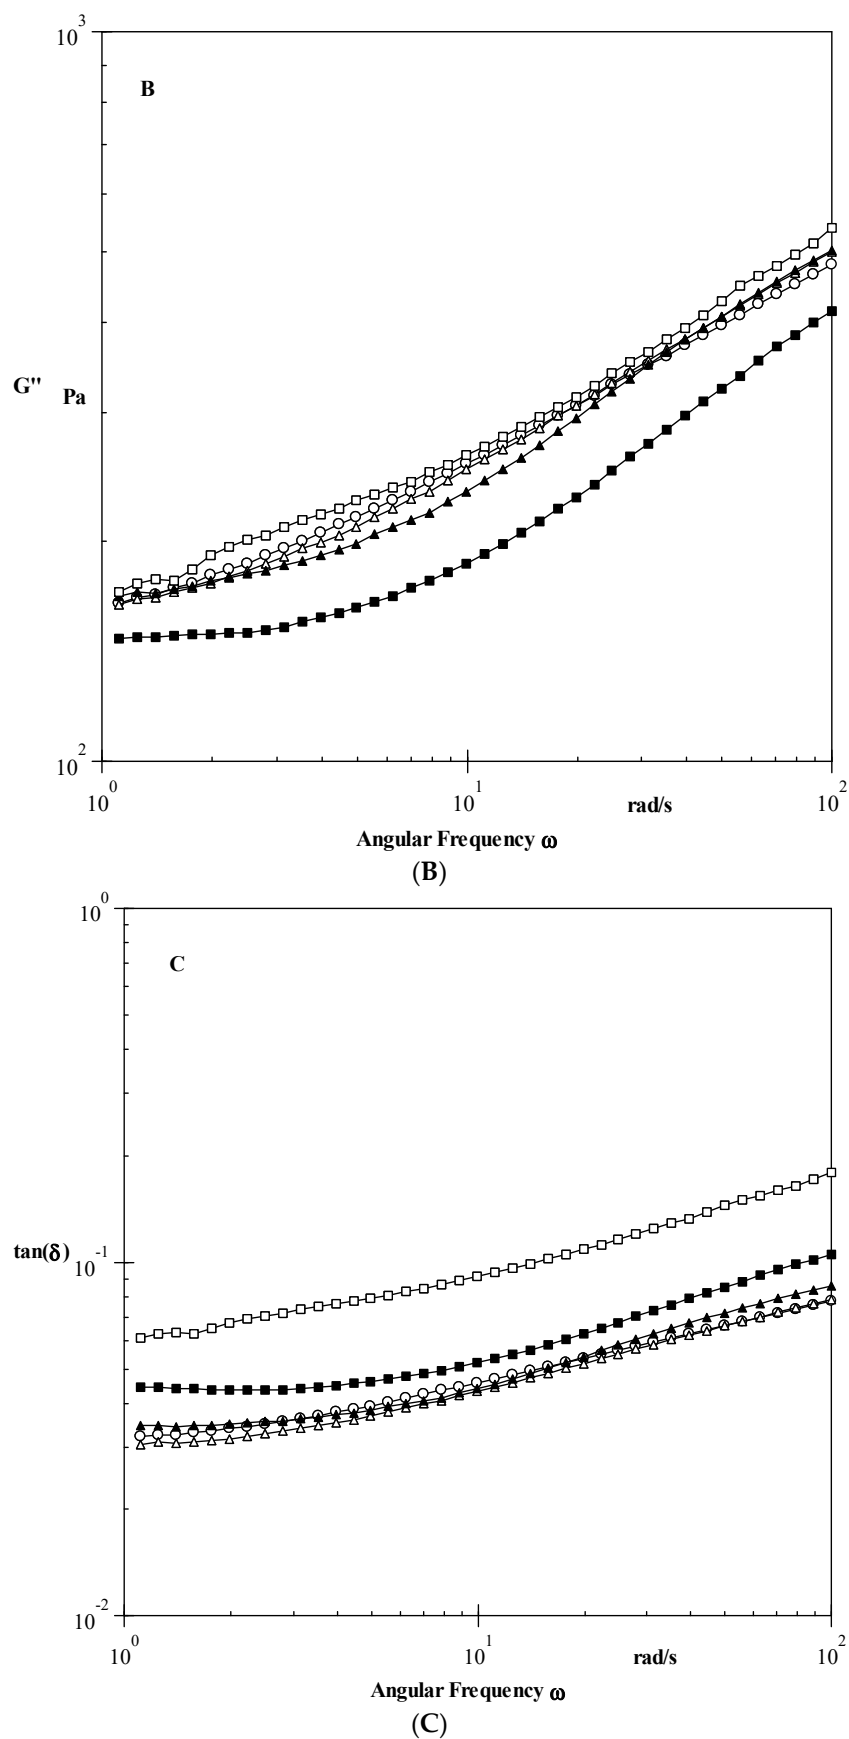 10^3
B
G" Pa
10^2
10^0 10^1 rad/s 10^2
Angular Frequency ω
(B)
10^0
C
tan(δ) 10^-1
10^-2
10^0 10^1 rad/s 10^2
Angular Frequency ω
(C)